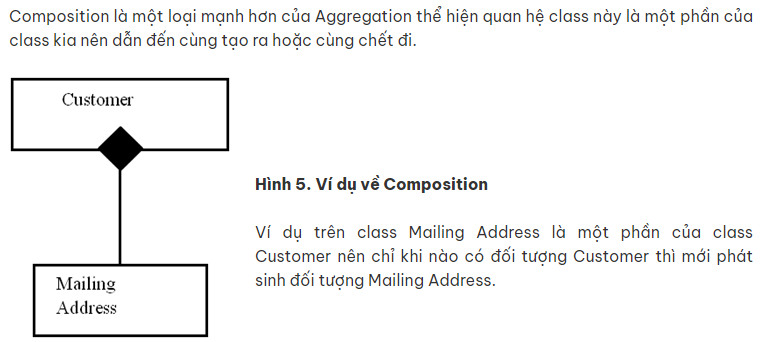 Composition là một loại mạnh hơn của Aggregation thể hiện quan hệ class này là một phần của
class kia nên dẫn đến cùng tạo ra hoặc cùng chết đi.
Customer
Hình 5. Ví dụ về Composition
Ví dụ trên class Mailing Address là một phần của class
Customer nên chỉ khi nào có đối tượng Customer thì mới phát
sinh đối tượng Mailing Address.
Mailing
Address